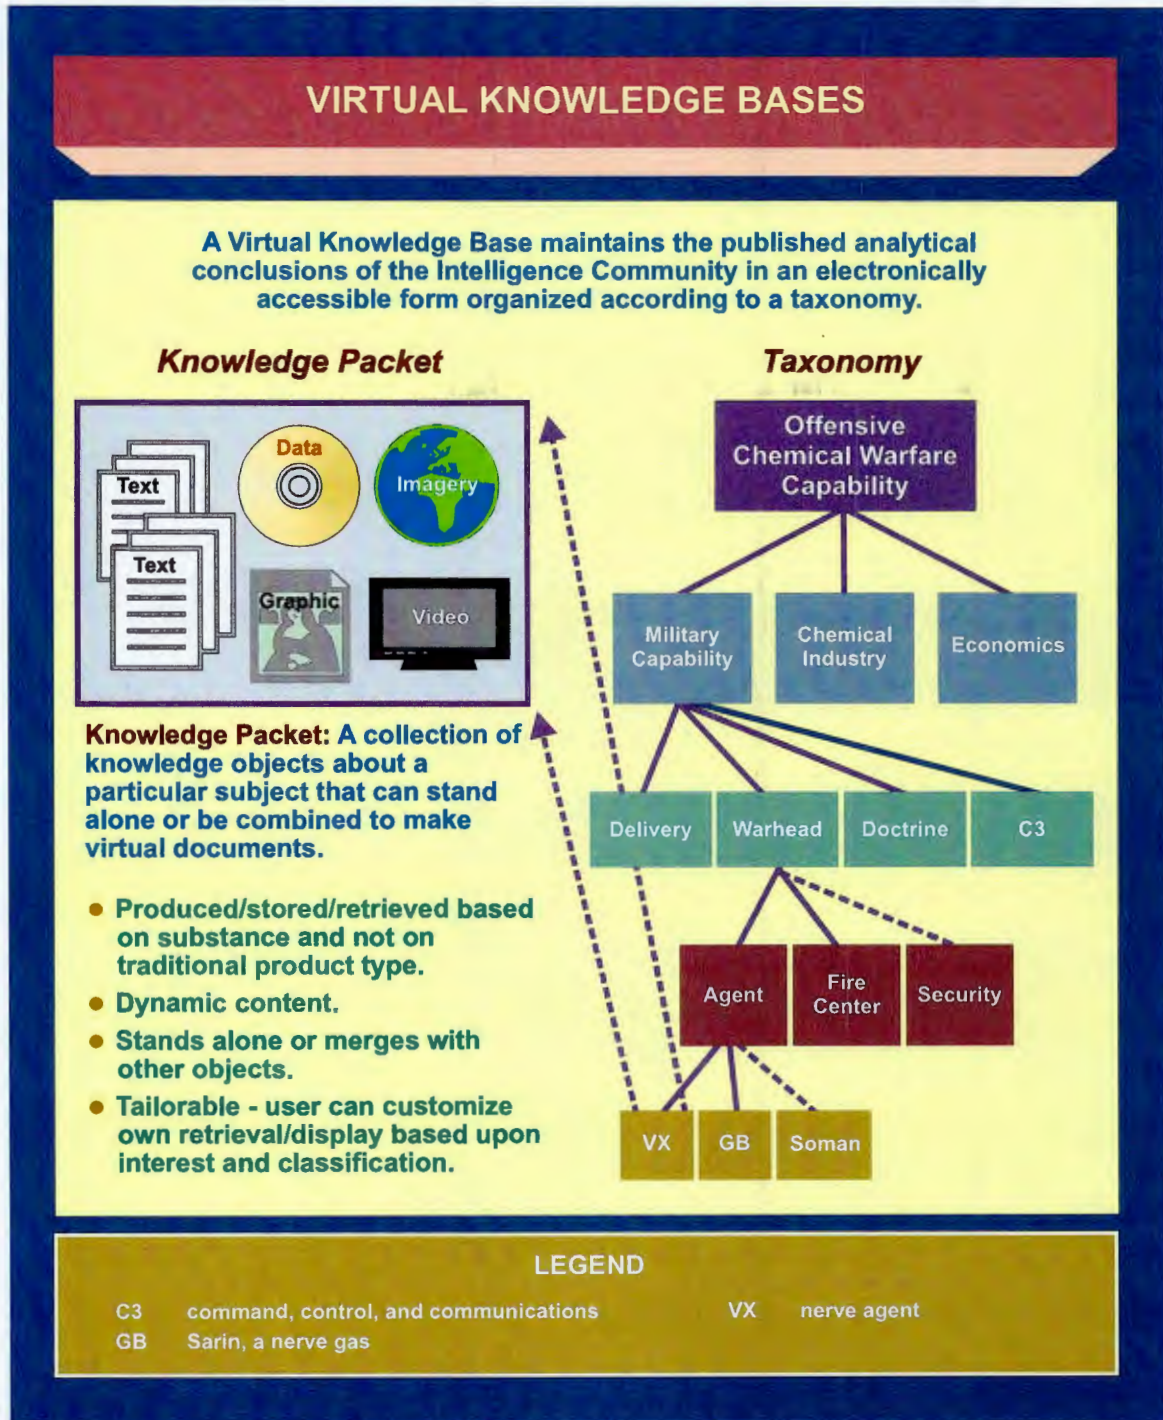 VIRTUAL KNOWLEDGE BASES
A Virtual Knowledge Base maintains the published analytical
conclusions of the Intelligence Community in an electronically
accessible form organized according to a taxonomy.
Knowledge Packet
Text
Text
Data
Imagery
Graphic
Video
Knowledge Packet: A collection of
knowledge objects about a
particular subject that can stand
alone or be combined to make
virtual documents.
• Produced/stored/retrieved based
on substance and not on
traditional product type.
• Dynamic content.
• Stands alone or merges with
other objects.
• Tailorable - user can customize
own retrieval/display based upon
interest and classification.
Taxonomy
Offensive
Chemical Warfare
Capability
Military
Capability
Chemical
Industry
Economics
Delivery
Warhead
Doctrine
C3
Agent
Fire
Center
Security
VX
GB
Soman
LEGEND
C3 command, control, and communications
GB Sarin, a nerve gas
VX nerve agent